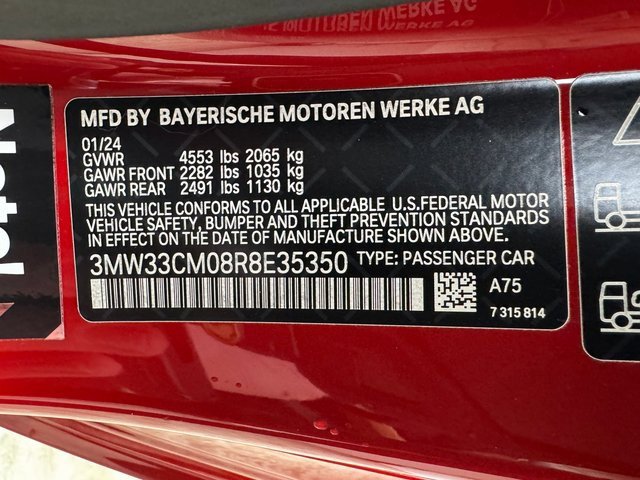 MFD BY BAYERISCHE MOTOREN WERKE AG
01/24
GVWR 4553 lbs 2065 kg
GAWR FRONT 2282 lbs 1035 kg
GAWR REAR 2491 lbs 1130 kg
THIS VEHICLE CONFORMS TO ALL APPLICABLE U.S.FEDERAL MOTOR
VEHICLE SAFETY, BUMPER AND THEFT PREVENTION STANDARDS
IN EFFECT ON THE DATE OF MANUFACTURE SHOWN ABOVE.
3MW33CM08R8E35350 TYPE: PASSENGER CAR
A75
7 315 814